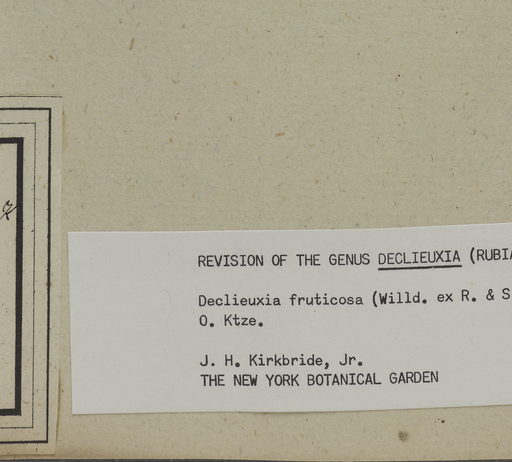 REVISION OF THE GENUS DECLIEUXIA (RUBIA
Declieuxia fruticosa (Willd. ex R. & S
O. Ktze.
J. H. Kirkbride, Jr.
THE NEW YORK BOTANICAL GARDEN